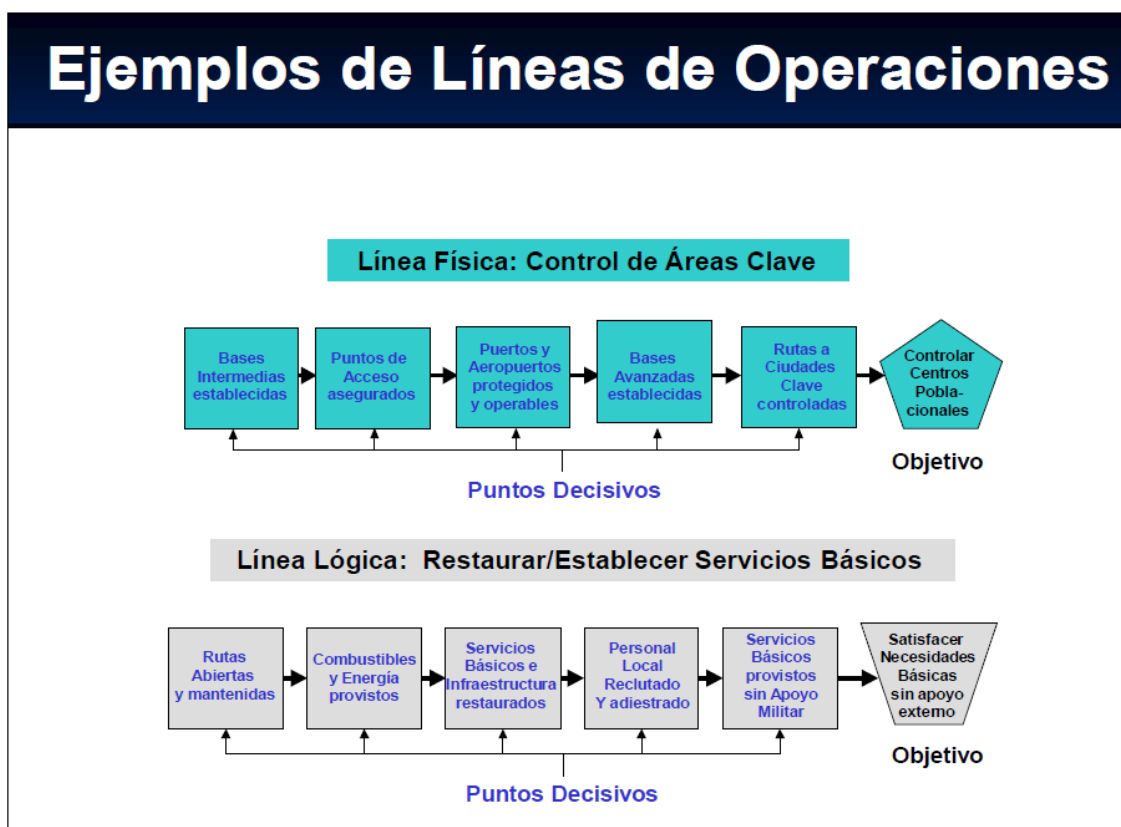 Ejemplos de Líneas de Operaciones
Línea Física: Control de Áreas Clave
Bases
Intermedias
establecidas
Puntos de
Acceso
asegurados
Puertos y
Aeropuertos
protegidos
y operables
Bases
Avanzadas
establecidas
Rutas a
Ciudades
Clave
controladas
Controlar
Centros
Pobla-
cionales
Objetivo
Puntos Decisivos
Línea Lógica: Restaurar/Establecer Servicios Básicos
Rutas
Abiertas
y mantenidas
Combustibles
y Energía
provistos
Servicios
Básicos e
Infraestructura
restaurados
Personal
Local
Reclutado
Y adiestrado
Servicios
Básicos
provistos
sin Apoyo
Militar
Satisfacer
Necesidades
Básicas
sin apoyo
externo
Objetivo
Puntos Decisivos